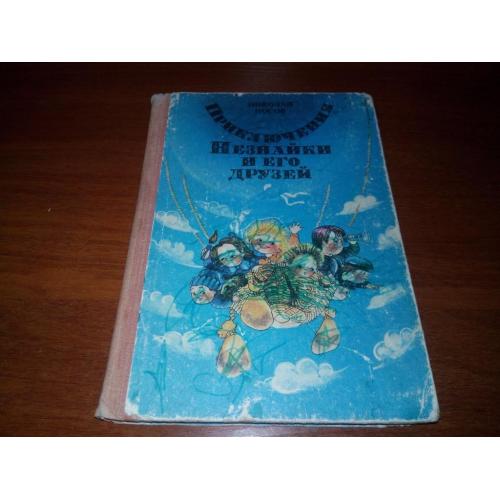 НИКОЛАЙ
НОСОВ
ПРИКЛЮЧЕНИЯ
НЕЗНАЙКИ
И ЕГО
ДРУЗЕЙ